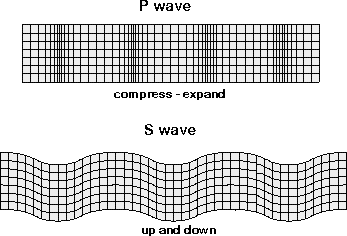 P wave
compress - expand
S wave
up and down